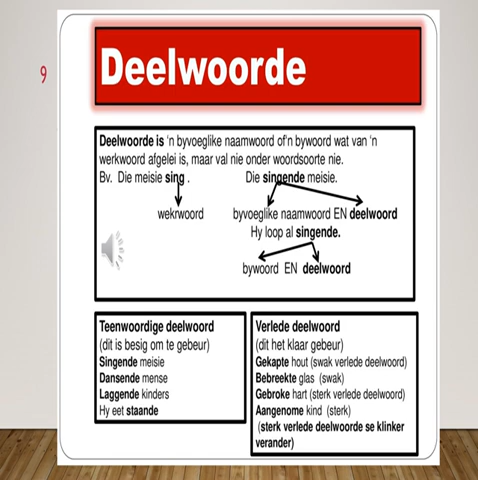 9
Deelwoorde
Deelwoorde is 'n byvoeglike naamwoord of'n bywoord wat van 'n
werkwoord afgelei is, maar val nie onder woordsoorte nie.
Bv. Die meisie sing . Die singende meisie.
wekrwoord byvoeglike naamwoord EN deelwoord
Hy loop al singende.
bywoord EN deelwoord
Teenwoordige deelwoord
(dit is besig om te gebeur)
Singende meisie
Dansende mense
Laggende kinders
Hy eet staande
Verlede deelwoord
(dit het klaar gebeur)
Gekapte hout (swak verlede deelwoord)
Bebreekte glas (swak)
Gebroke hart (sterk verlede deelwoord)
Aangenome kind (sterk)
(sterk verlede deelwoorde se klinker
verander)